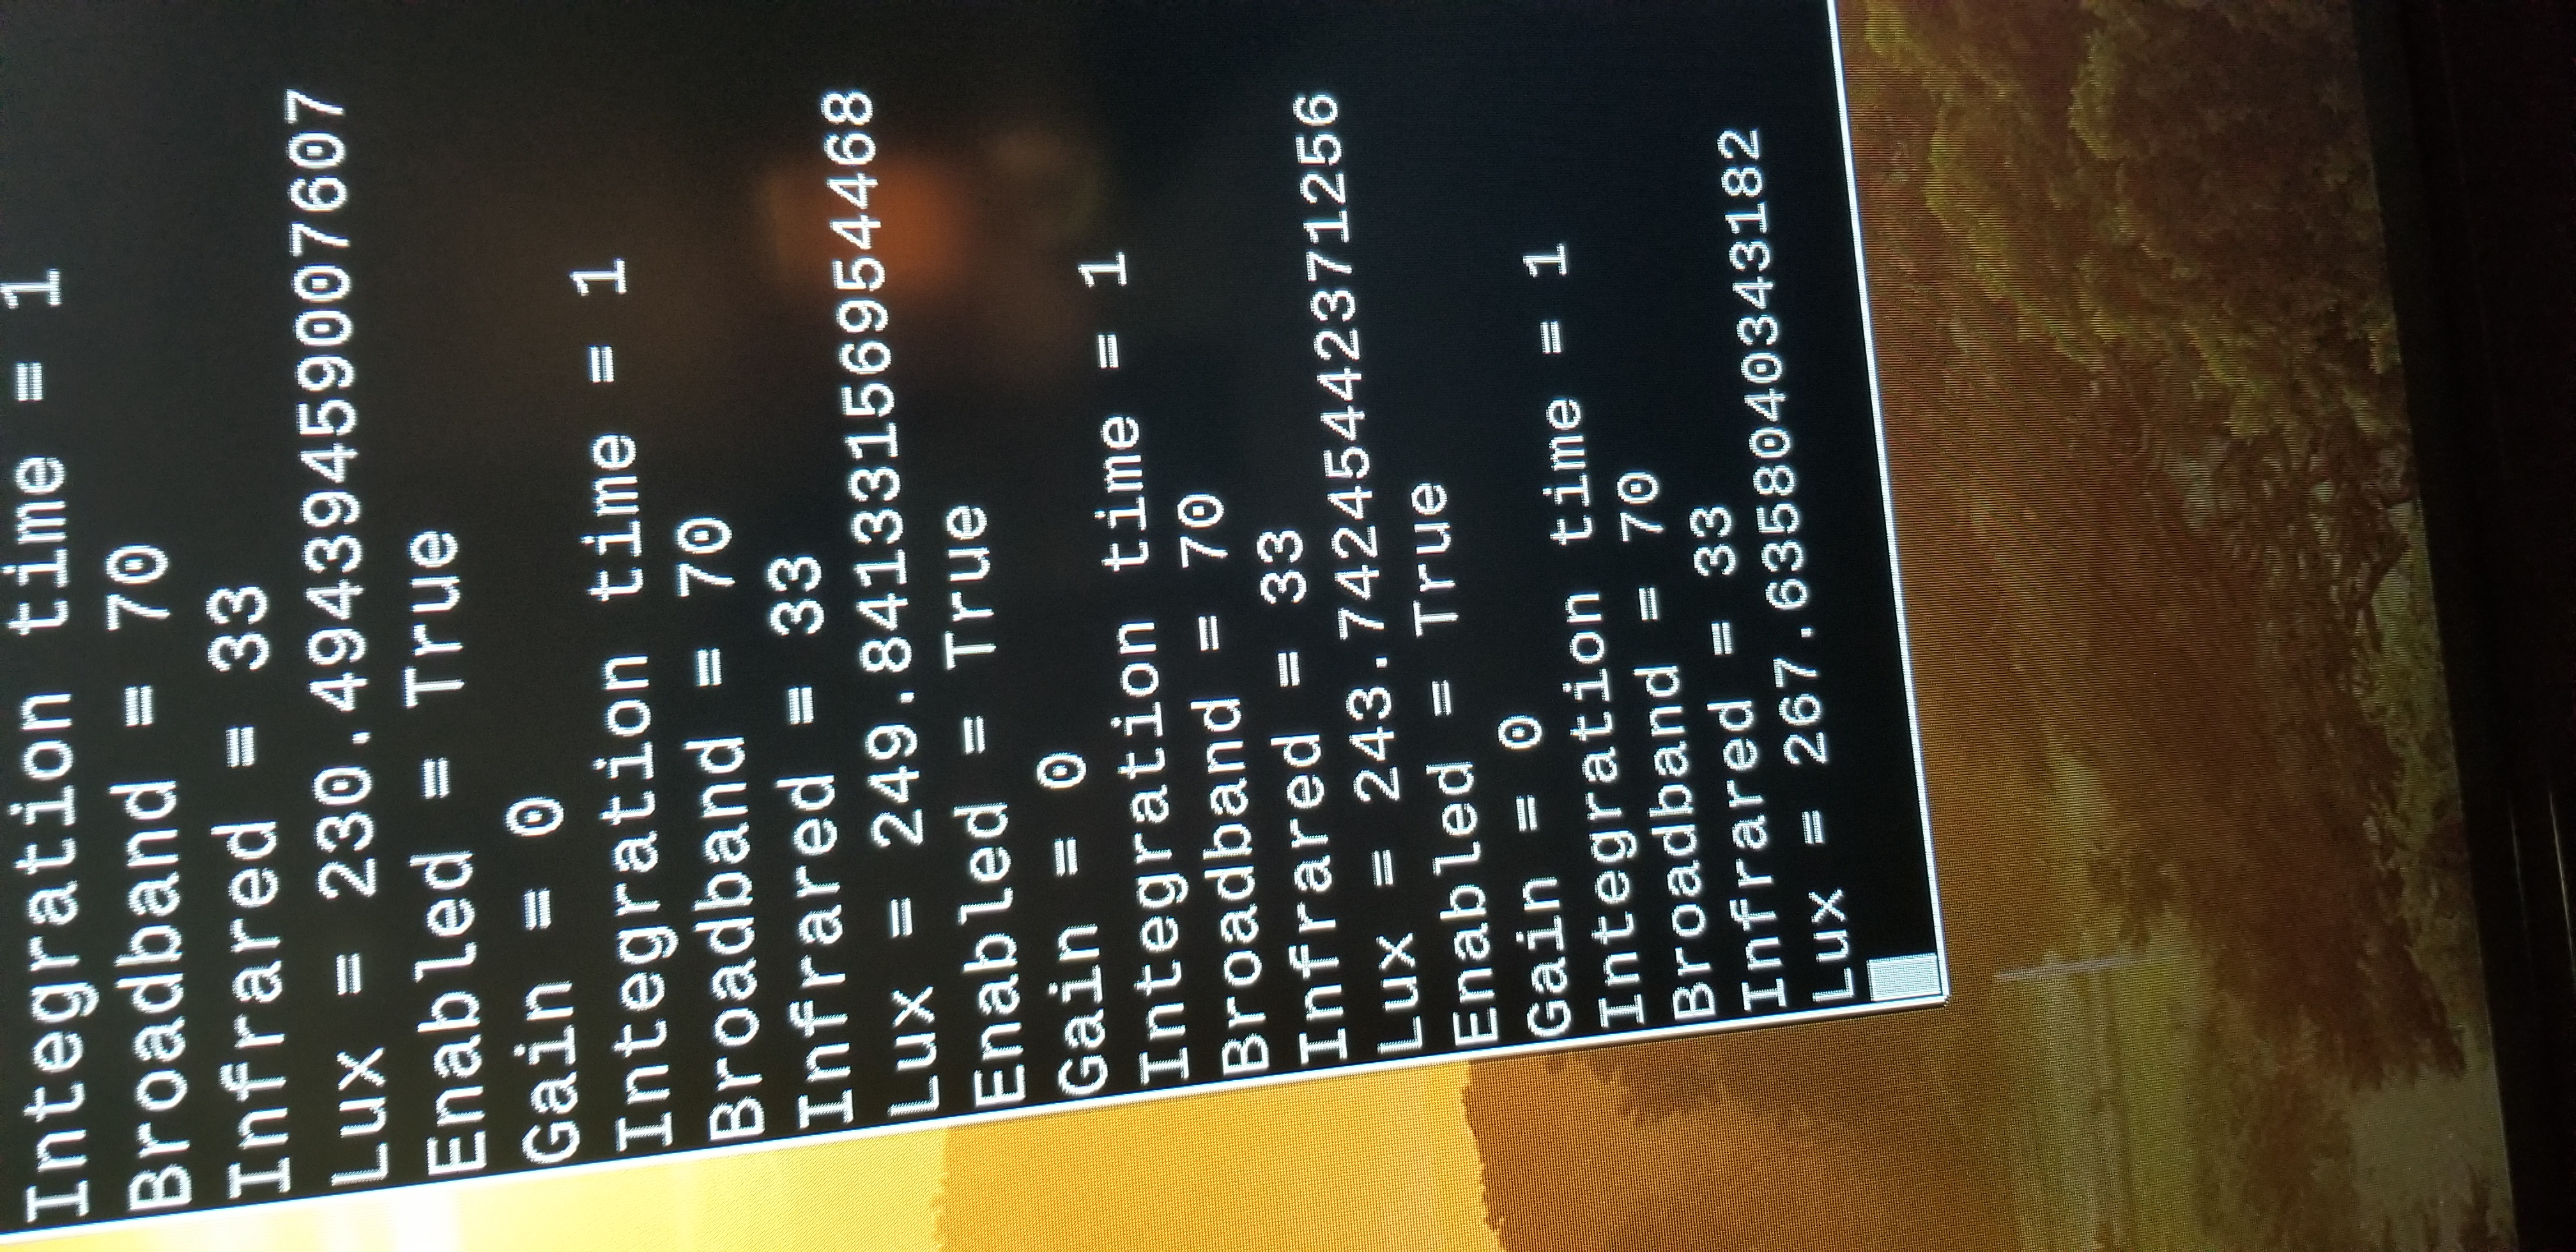 Integration time = 1
Broadband = 70
Infrared = 33
Lux = 230.49439459007607
Enabled = True
Gain = 0
Integration time = 1
Broadband = 70
Infrared = 33
Lux = 249.84133156954468
Enabled = True
Gain = 0
Integration time = 1
Broadband = 70
Infrared = 33
Lux = 243.74245442371256
Enabled = True
Gain = 0
Integration time = 1
Broadband = 70
Infrared = 33
Lux = 267.6358040343182